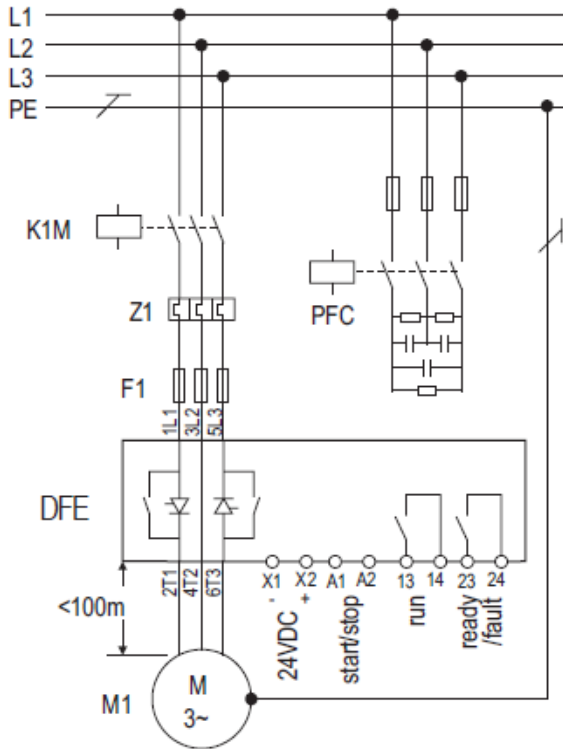 L1
L2
L3
PE
K1M
PFC
Z1
F1
1L1
3L2
5L3
DFE
2T1
4T2
6T3
X1
X2
A1
A2
13
14
23
24
-
+
24VDC
start/stop
run
ready
/fault
<100m
M1
M
3~